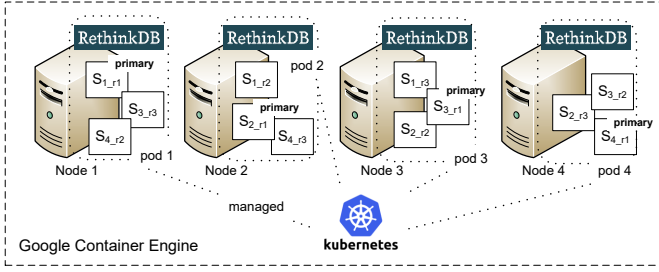 RethinkDB
RethinkDB
RethinkDB
RethinkDB
primary
S1_r1
S3_r3
S4_r2
pod 1
Node 1
pod 2
S1_r2
primary
S2_r1
S4_r3
Node 2
S1_r3
primary
S3_r1
S2_r2
pod 3
Node 3
S3_r2
S2_r3
primary
S4_r1
Node 4
pod 4
managed
kubernetes
Google Container Engine